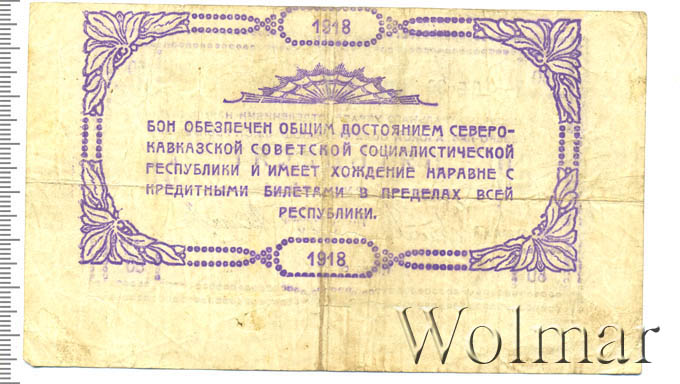 1918
БОН ОБЕСПЕЧЕН ОБЩИМ ДОСТОЯНИЕМ СЕВЕРО-
КАВКАЗСКОЙ СОВЕТСКОЙ СОЦИАЛИСТИЧЕСКОЙ
РЕСПУБЛИКИ И ИМЕЕТ ХОЖДЕНИЕ НАРАВНЕ С
КРЕДИТНЫМИ БИЛЕТАМИ В ПРЕДЕЛАХ ВСЕЙ
РЕСПУБЛИКИ.
1918
Wolmar